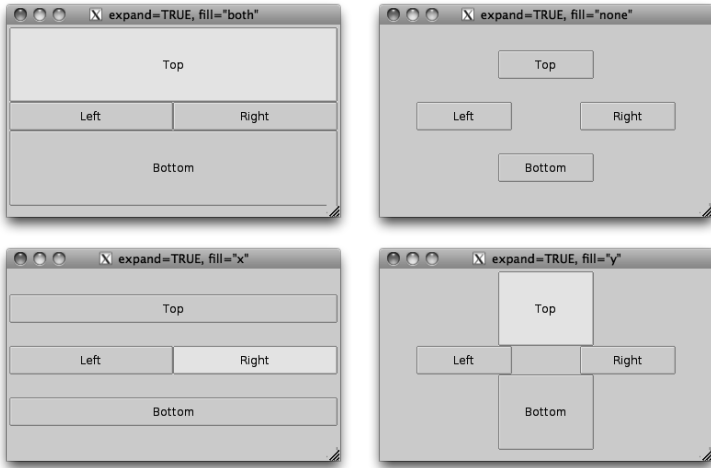 expand=TRUE, fill="both"
Top
Left Right
Bottom
expand=TRUE, fill="none"
Top
Left Right
Bottom
expand=TRUE, fill="x"
Top
Left Right
Bottom
expand=TRUE, fill="y"
Top
Left Right
Bottom